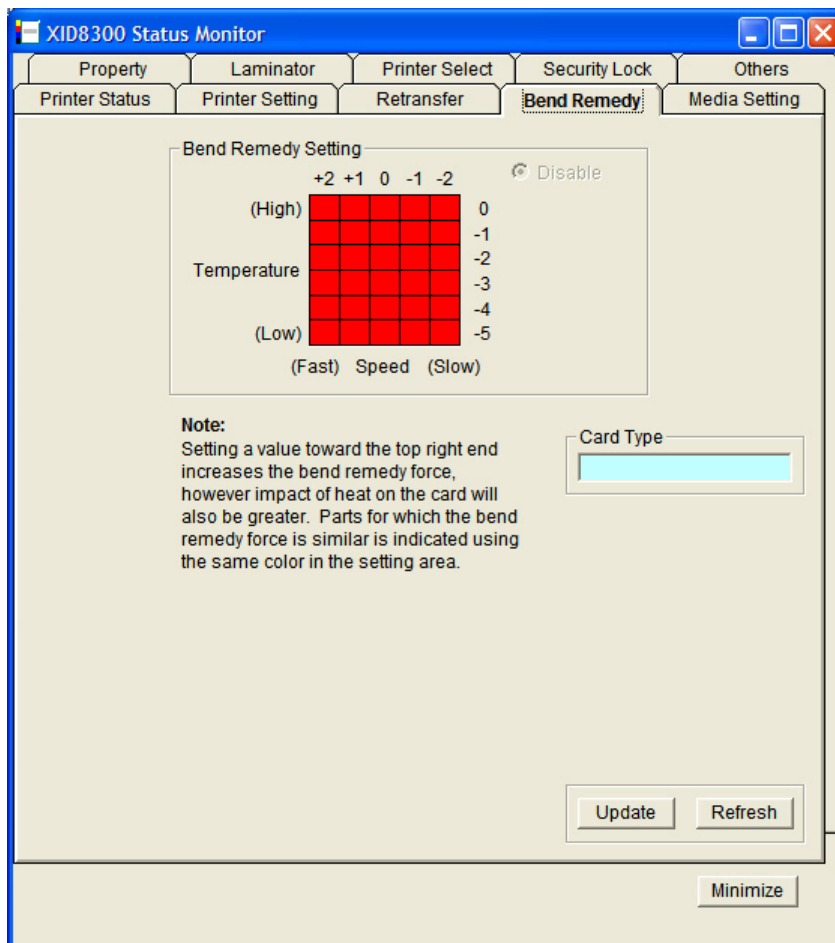 XID8300 Status Monitor
Property Laminator Printer Select Security Lock Others
Printer Status Printer Setting Retransfer Bend Remedy Media Setting
Bend Remedy Setting
+2 +1 0 -1 -2
Disable
(High) 0
-1
-2
Temperature
-3
-4
(Low) -5
(Fast) Speed (Slow)
Note:
Setting a value toward the top right end
increases the bend remedy force,
however impact of heat on the card will
also be greater. Parts for which the bend
remedy force is similar is indicated using
the same color in the setting area.
Card Type
Update Refresh
Minimize